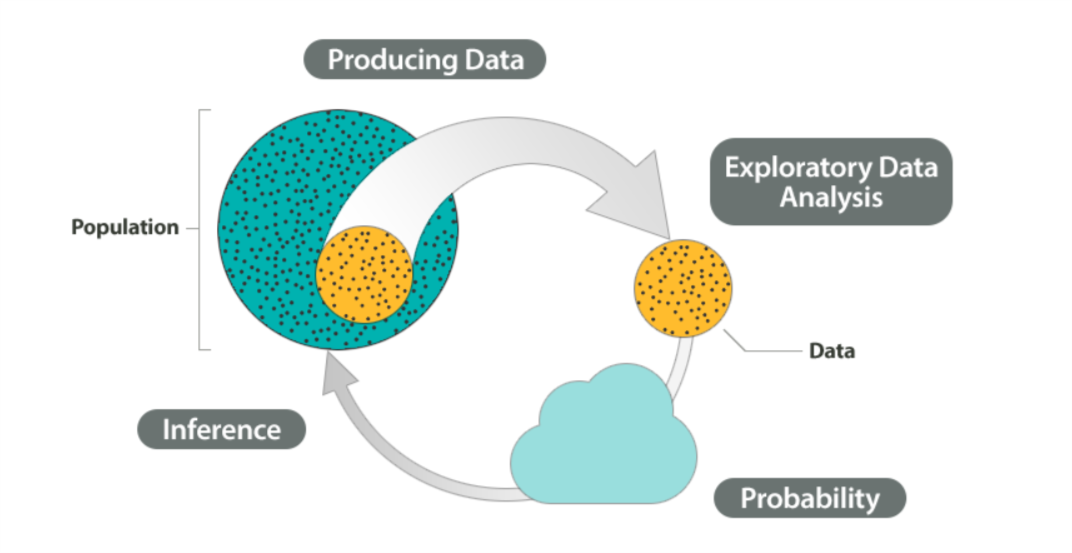 Producing Data
Exploratory Data
Analysis
Population
Data
Inference
Probability